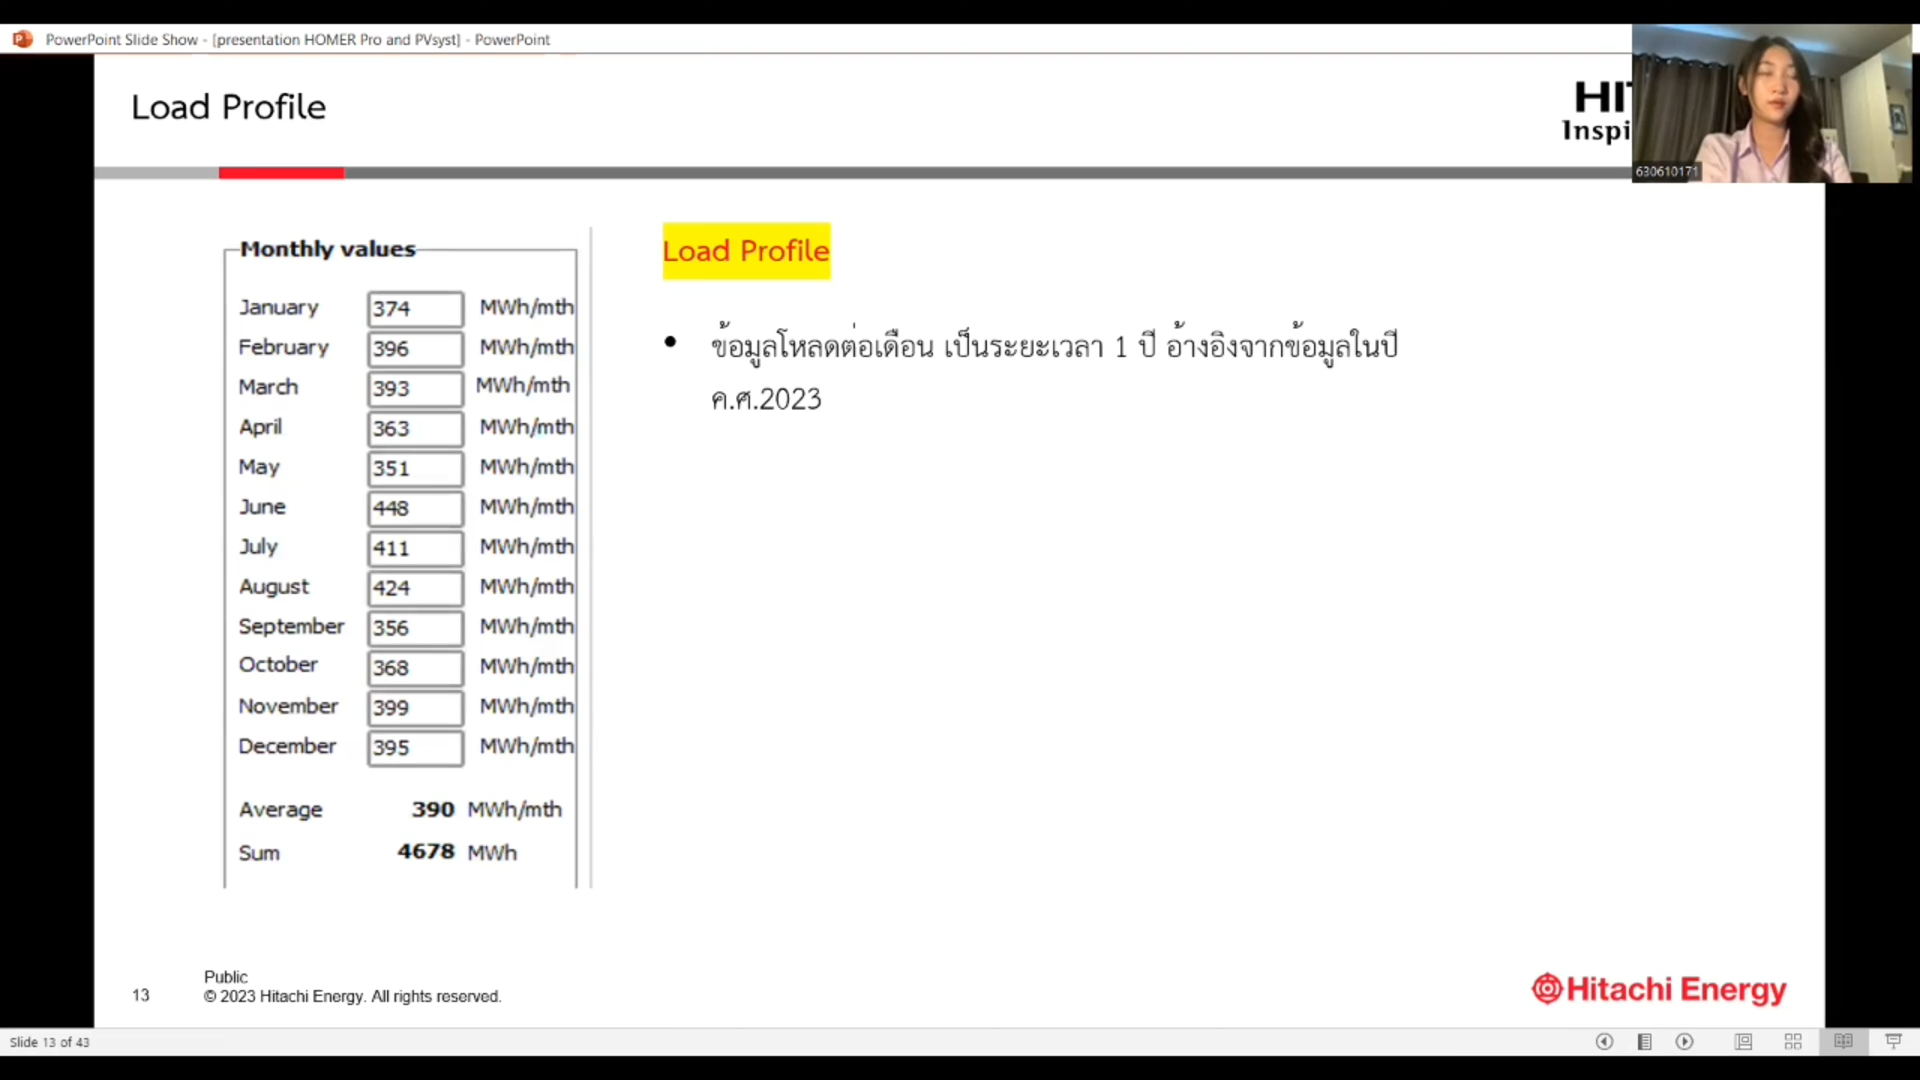 PowerPoint Slide Show - [presentation HOMER Pro and PVsyst] - PowerPoint
Load Profile
HIT
Inspi
630610171
Monthly values
January 374 MWh/mth
February 396 MWh/mth
March 393 MWh/mth
April 363 MWh/mth
May 351 MWh/mth
June 448 MWh/mth
July 411 MWh/mth
August 424 MWh/mth
September 356 MWh/mth
October 368 MWh/mth
November 399 MWh/mth
December 395 MWh/mth
Average 390 MWh/mth
Sum 4678 MWh
Load Profile
• ข้อมูลโหลดต่อเดือน เป็นระยะเวลา 1 ปี อ้างอิงจากข้อมูลในปี
ค.ศ.2023
13
Public
© 2023 Hitachi Energy. All rights reserved.
Hitachi Energy
Slide 13 of 43